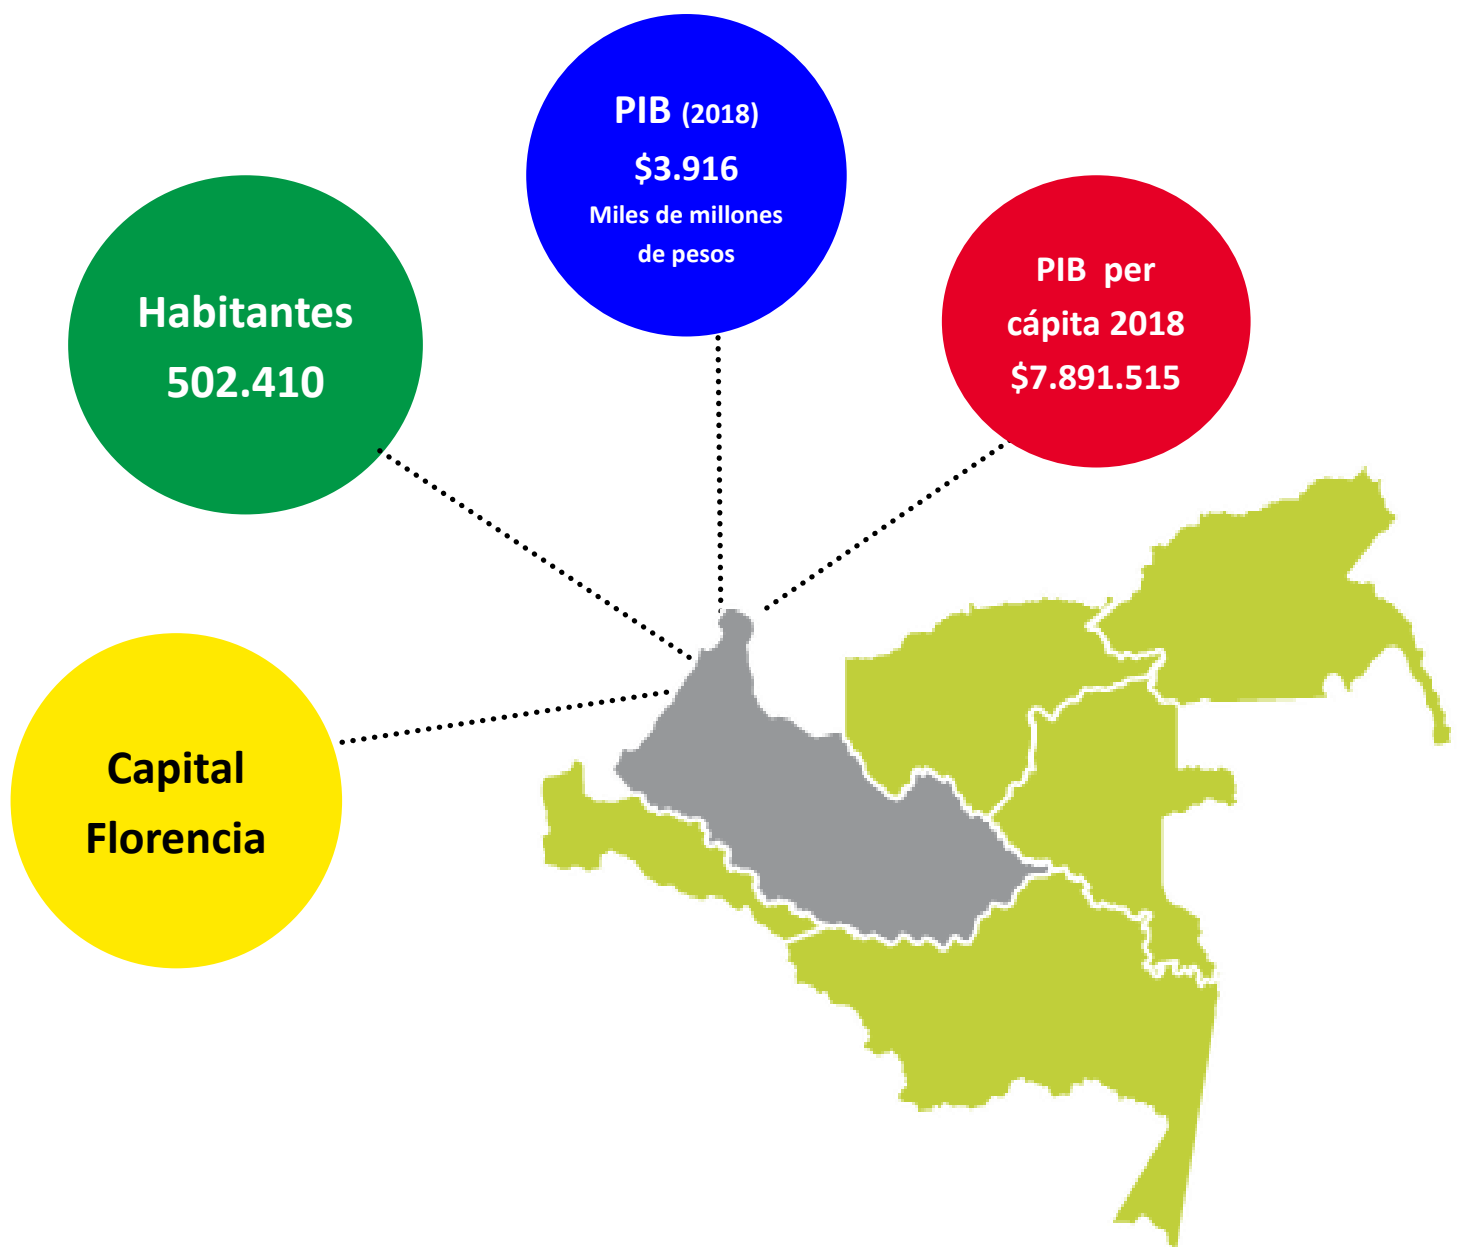 PIB (2018)
$3.916
Miles de millones
de pesos
PIB per
cápita 2018
$7.891.515
Habitantes
502.410
Capital
Florencia